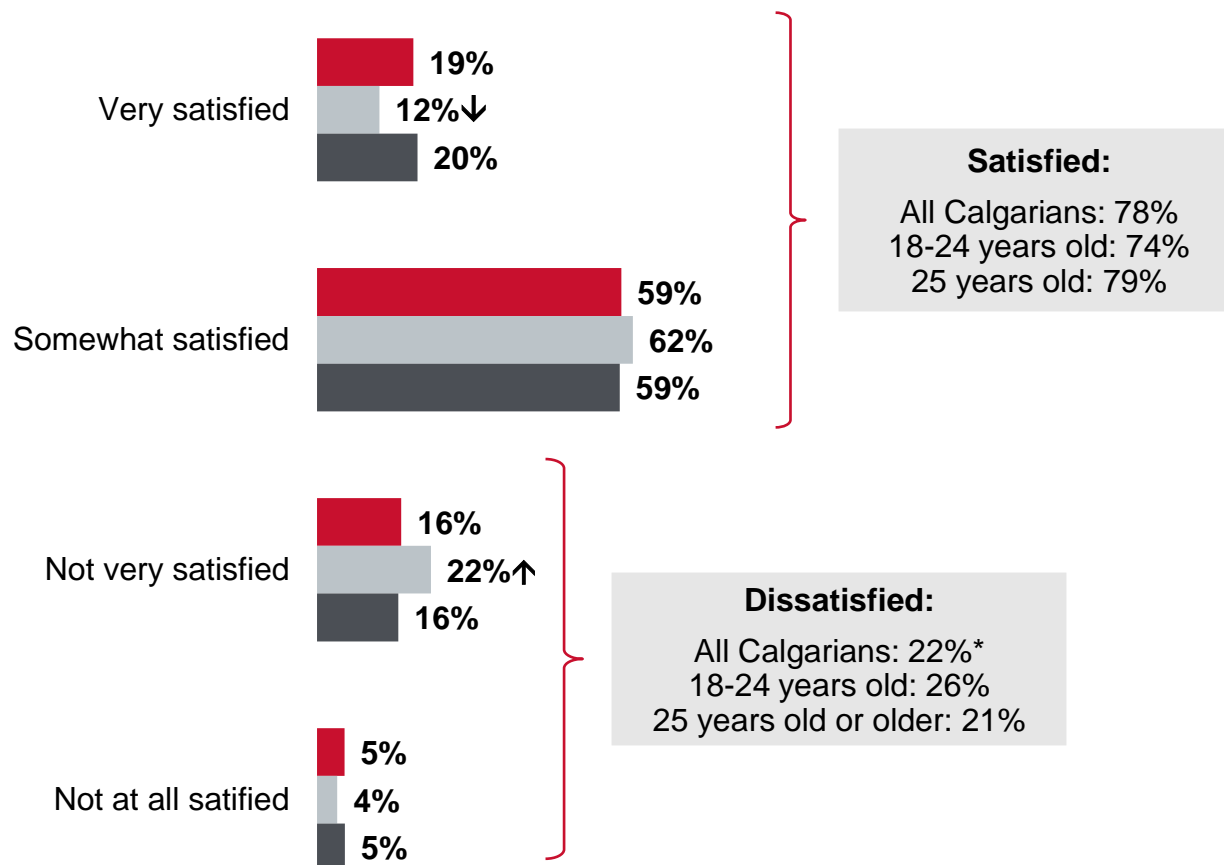 Very satisfied
19%
12%↓
20%
Somewhat satisfied
59%
62%
59%
Satisfied:
All Calgarians: 78%
18-24 years old: 74%
25 years old: 79%
Not very satisfied
16%
22%↑
16%
Not at all satified
5%
4%
5%
Dissatisfied:
All Calgarians: 22%*
18-24 years old: 26%
25 years old or older: 21%